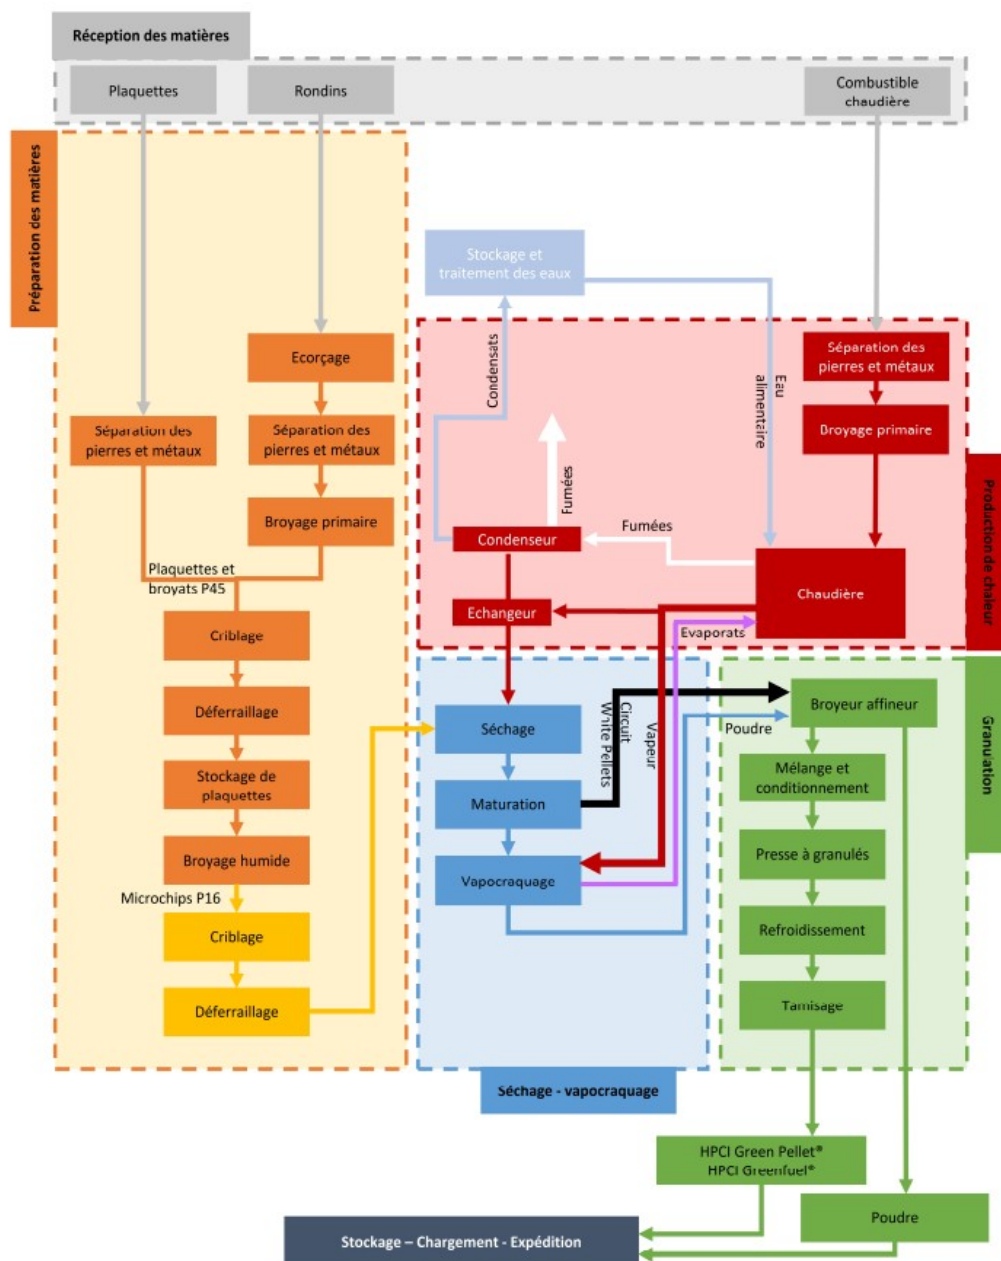 Réception des matières
Plaquettes
Rondins
Combustible
chaudière
Préparation des matières
Stockage et
traitement des eaux
Ecorçage
Séparation des
pierres et métaux
Séparation des
pierres et métaux
Broyage primaire
Plaquettes et
broyats P45
Criblage
Déferraillage
Stockage de
plaquettes
Broyage humide
Microchips P16
Criblage
Déferraillage
Condensats
Eau
alimentaire
Séparation des
pierres et métaux
Broyage primaire
Production de chaleur
Fumées
Fumées
Condenseur
Chaudière
Echangeur
Evaporats
Séchage
Maturation
Vapocraquage
Circuit
White Pellets
Vapeur
Poudre
Séchage - vapocraquage
Broyeur affineur
Granulation
Mélange et
conditionnement
Presse à granulés
Refroidissement
Tamisage
HPCI Green Pellet®
HPCI Greenfuel®
Poudre
Stockage – Chargement - Expédition